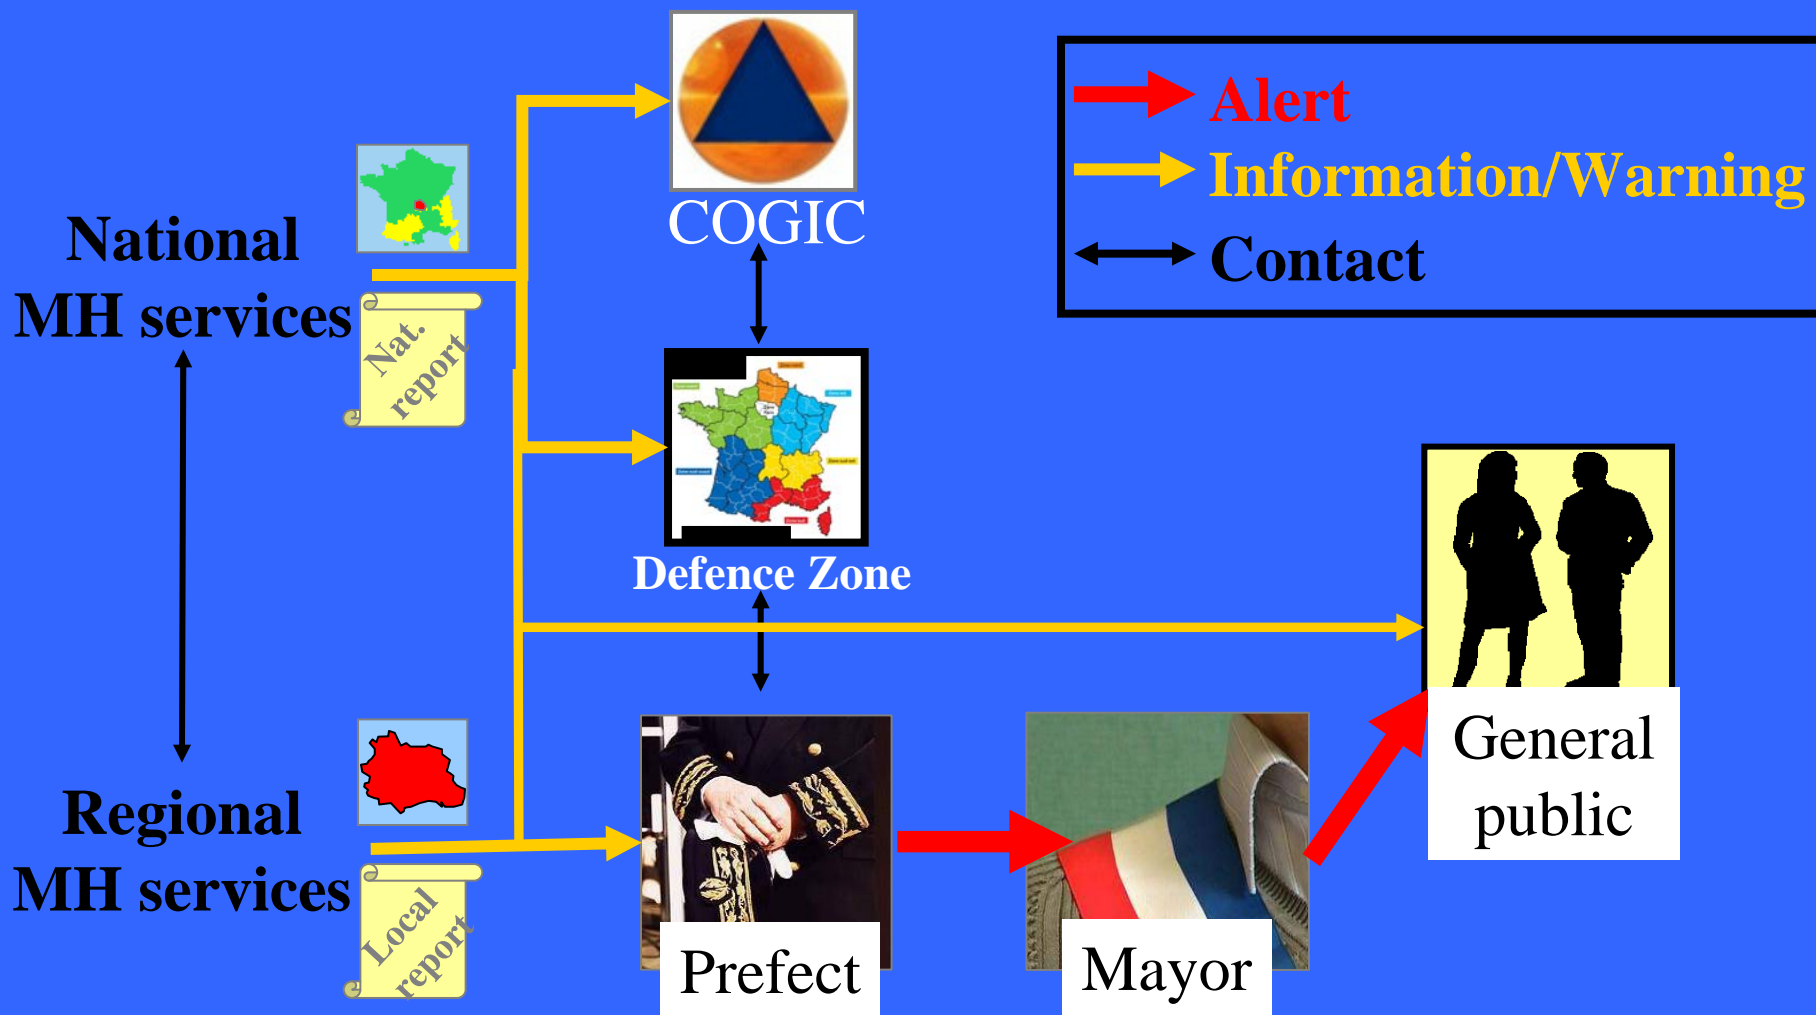 COGIC
Alert
Information/Warning
Contact
National
MH services
Nat.
report
Defence Zone
General
public
Regional
MH services
Local
report
Prefect
Mayor